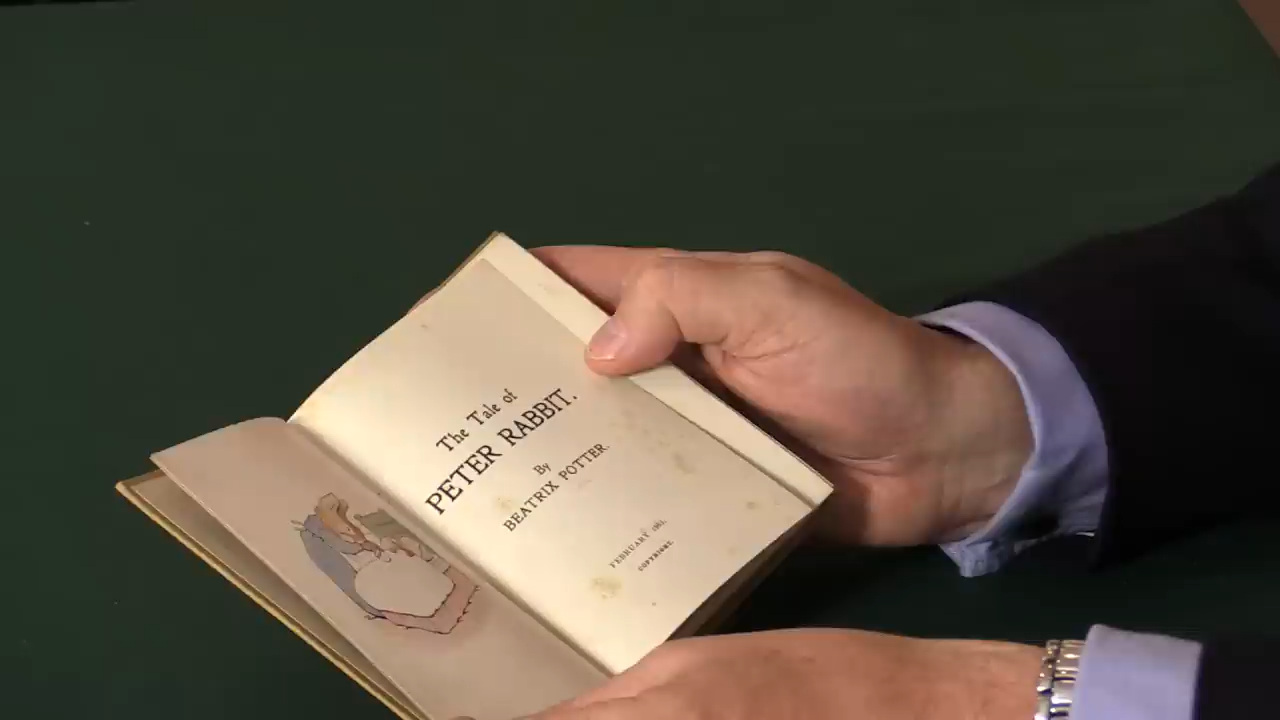 The Tale of
PETER RABBIT.
By
BEATRIX POTTER.
FEBRUARY
COPYRIGHT.